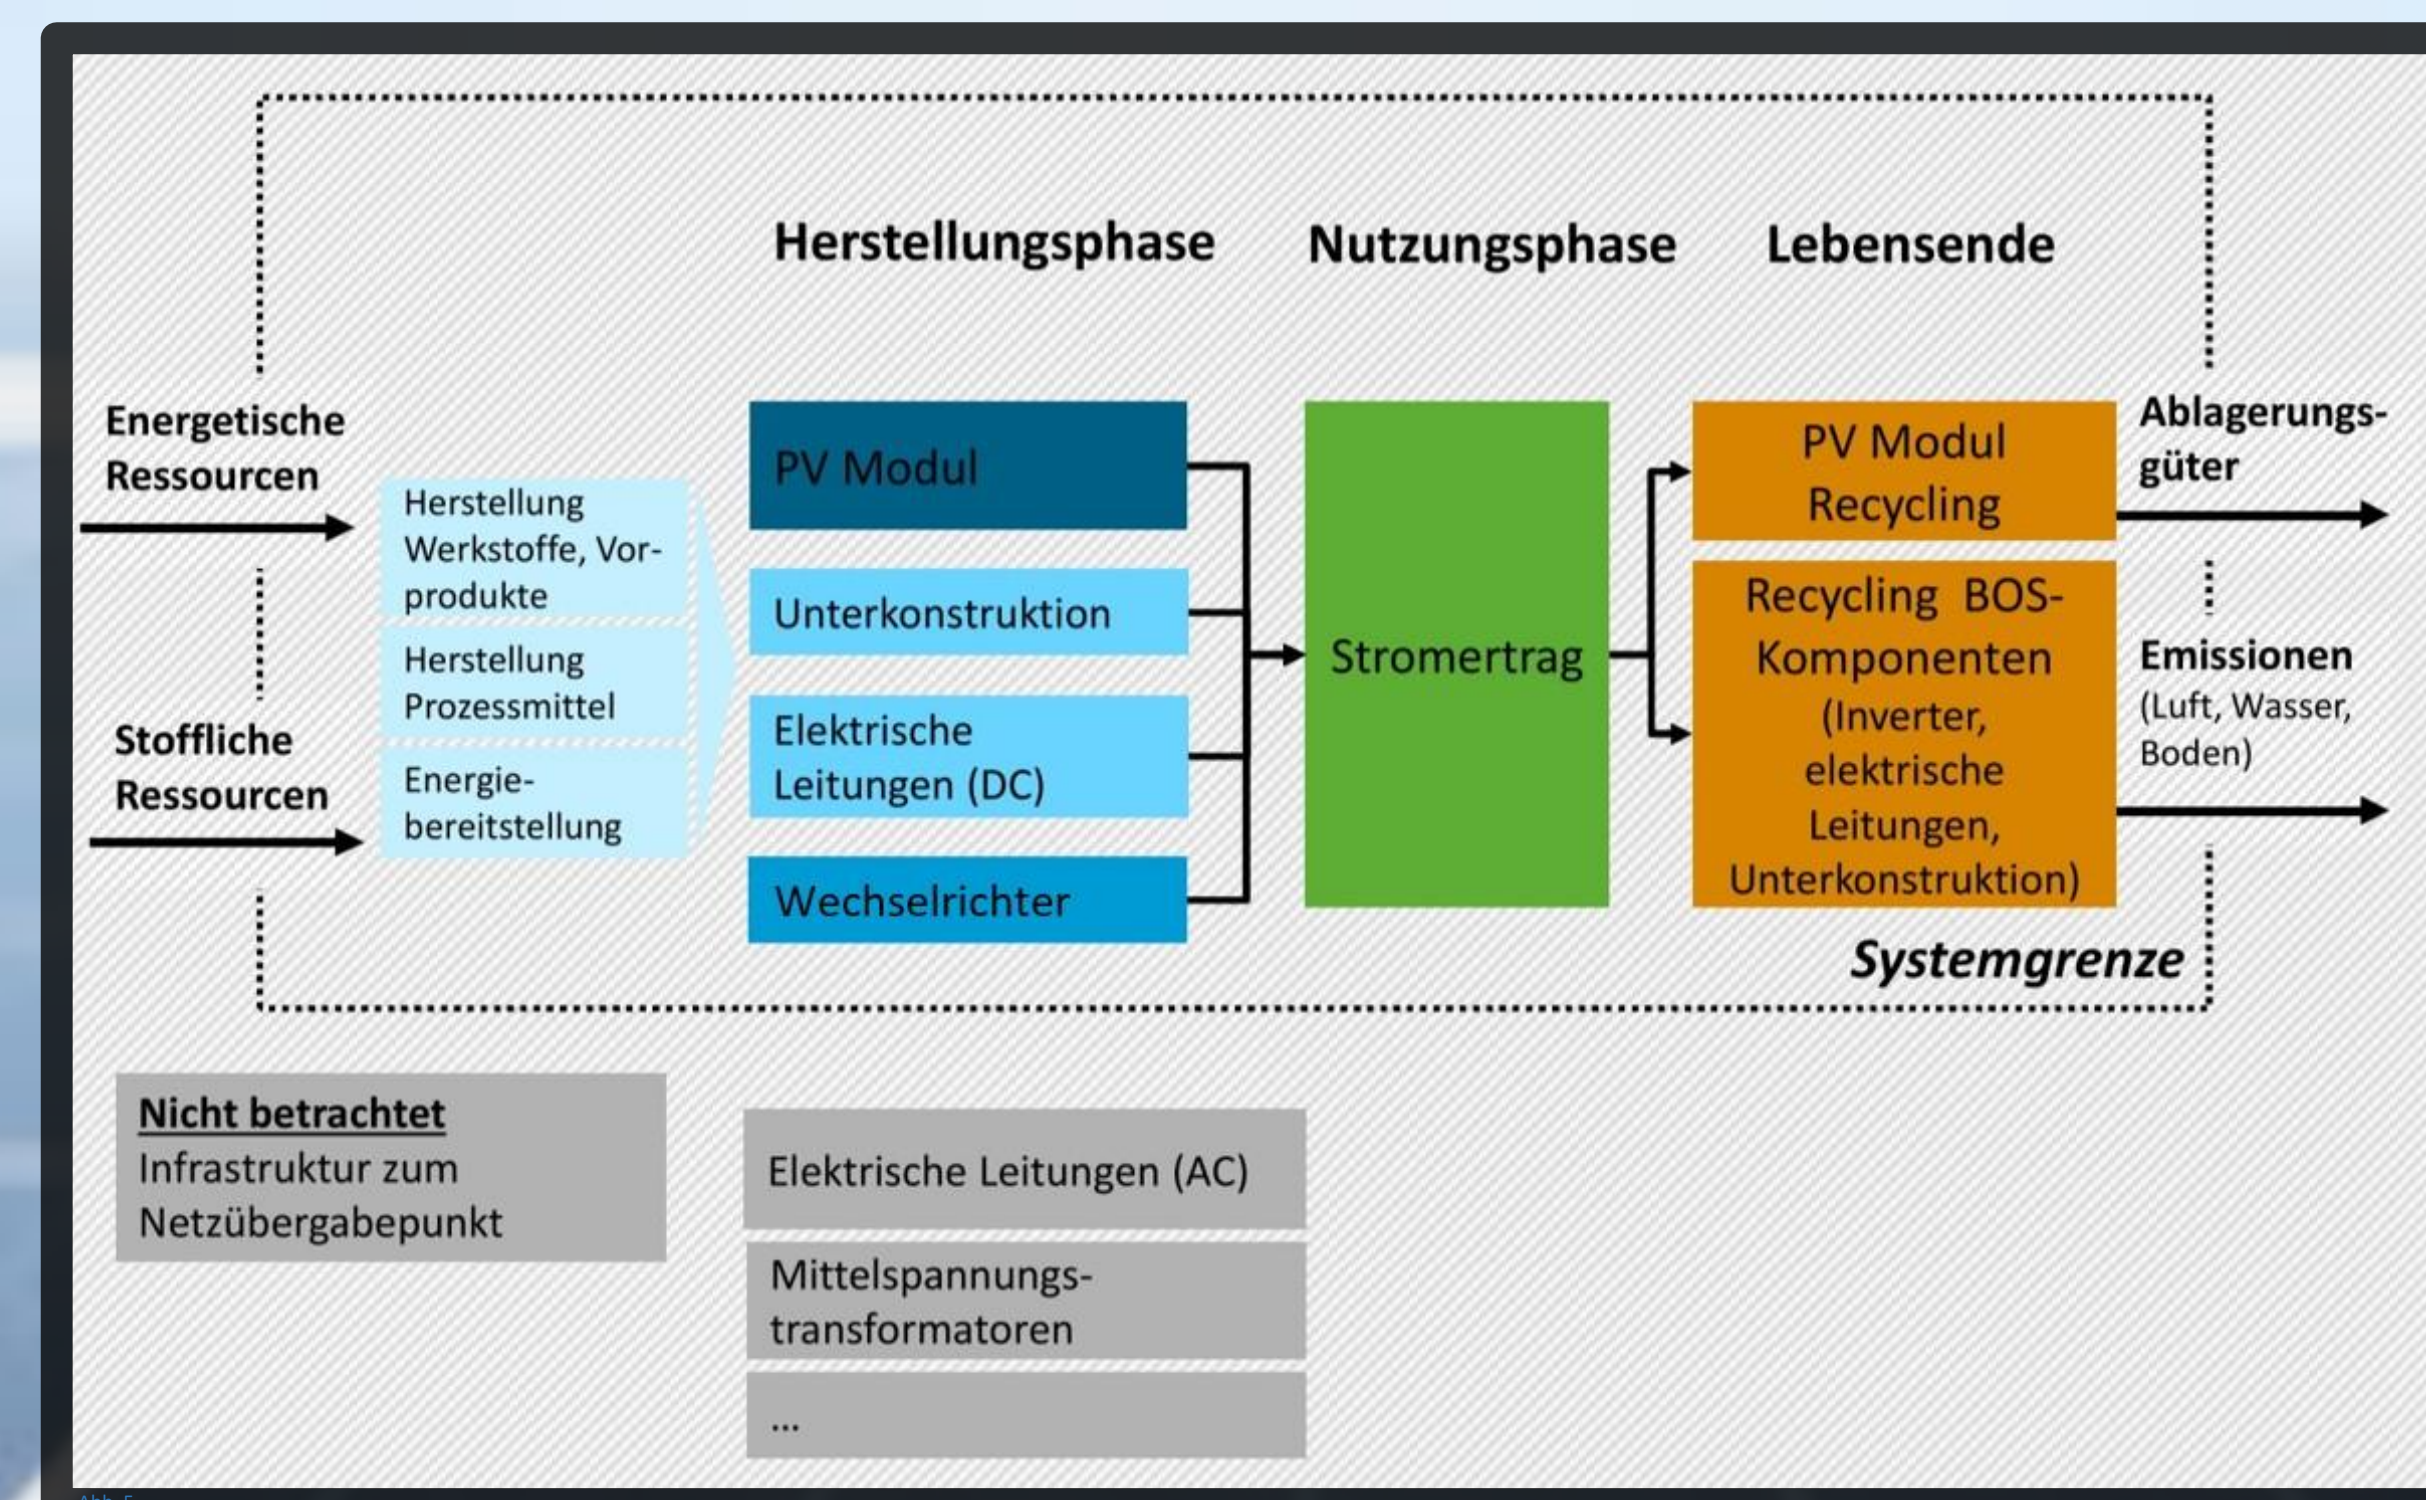 Herstellungsphase
Nutzungsphase
Lebensende
Energetische
Ressourcen
Stoffliche
Ressourcen
Herstellung
Werkstoffe, Vor-
produkte
Herstellung
Prozessmittel
Energie-
bereitstellung
PV Modul
Unterkonstruktion
Elektrische
Leitungen (DC)
Wechselrichter
Stromertrag
PV Modul
Recycling
Recycling BOS-
Komponenten
(Inverter,
elektrische
Leitungen,
Unterkonstruktion)
Ablagerungs-
güter
Emissionen
(Luft, Wasser,
Boden)
Systemgrenze
Nicht betrachtet
Infrastruktur zum
Netzübergabepunkt
Elektrische Leitungen (AC)
Mittelspannungs-
transformatoren
...